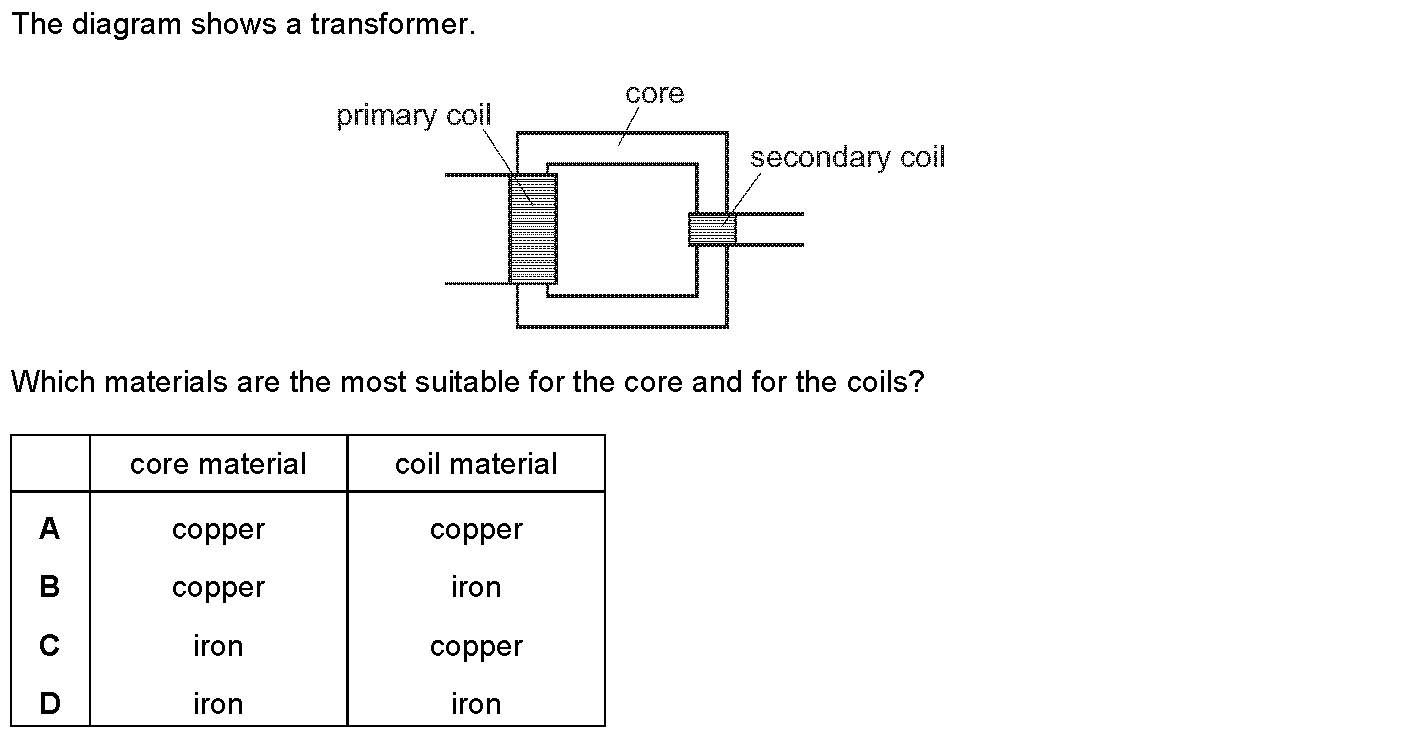 The diagram shows a transformer.
core
primary coil
secondary coil
Which materials are the most suitable for the core and for the coils?
core material coil material
A copper copper
B copper iron
C iron copper
D iron iron